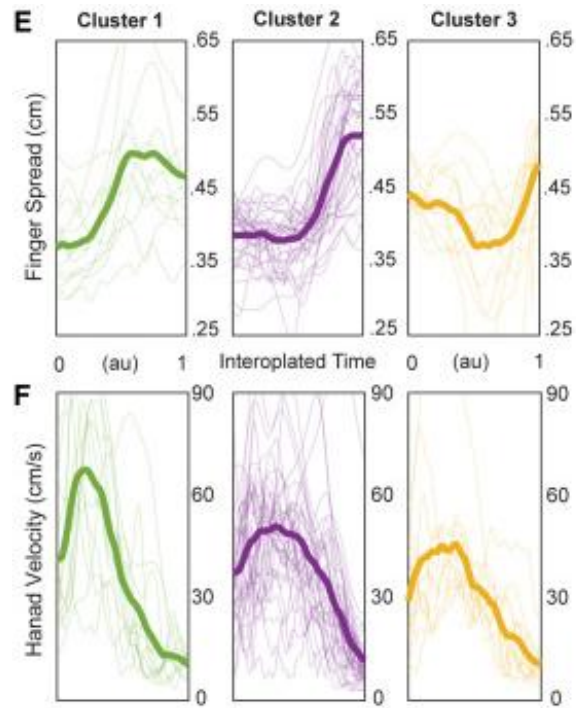 E Cluster 1 Cluster 2 Cluster 3
Finger Spread (cm)
.65 .65 .65
.55 .55 .55
.45 .45 .45
.35 .35 .35
.25 .25 .25
0 (au) 1 Interoplated Time 0 (au) 1
F
Hanad Velocity (cm/s)
90 90 90
60 60 60
30 30 30
0 0 0